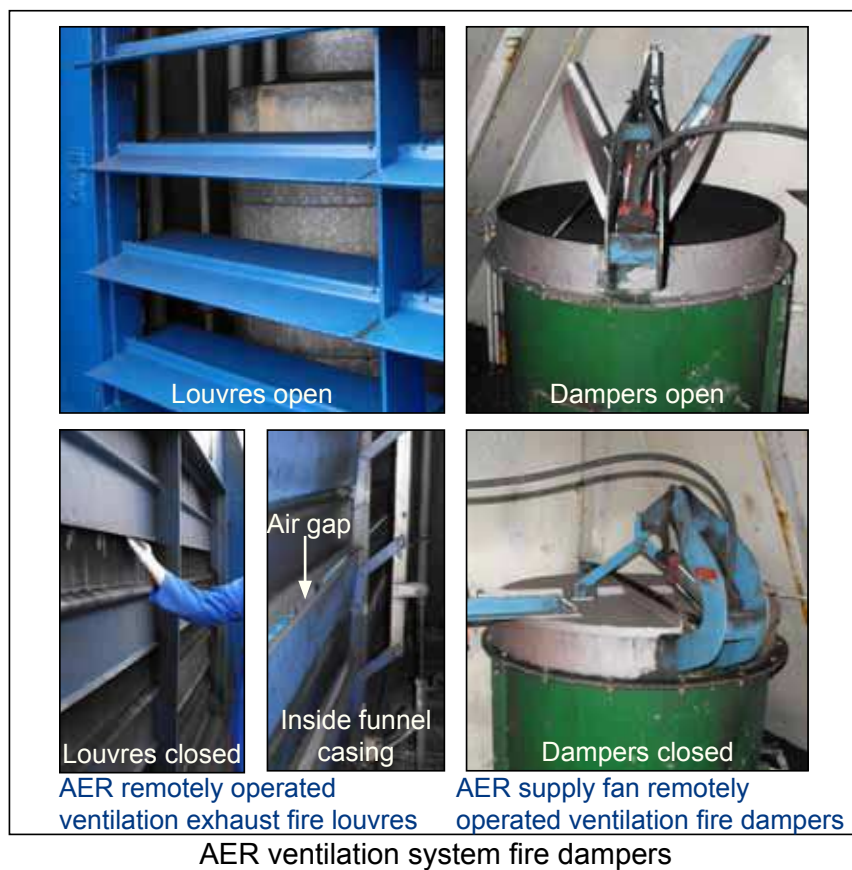 Louvres open
Dampers open
Air gap
Louvres closed
Inside funnel
casing
Dampers closed
AER remotely operated
ventilation exhaust fire louvres
AER supply fan remotely
operated ventilation fire dampers
AER ventilation system fire dampers